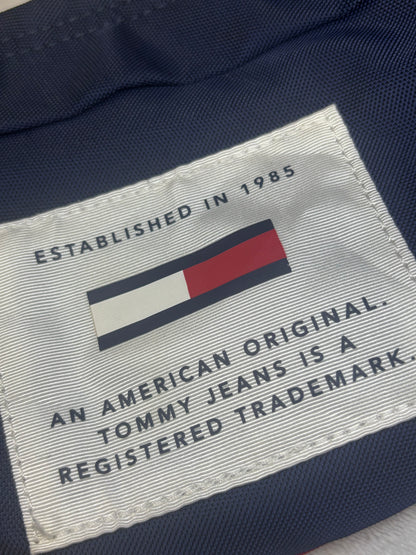 ESTABLISHED IN 1985
AN AMERICAN ORIGINAL.
TOMMY JEANS IS A
REGISTERED TRADEMARK.